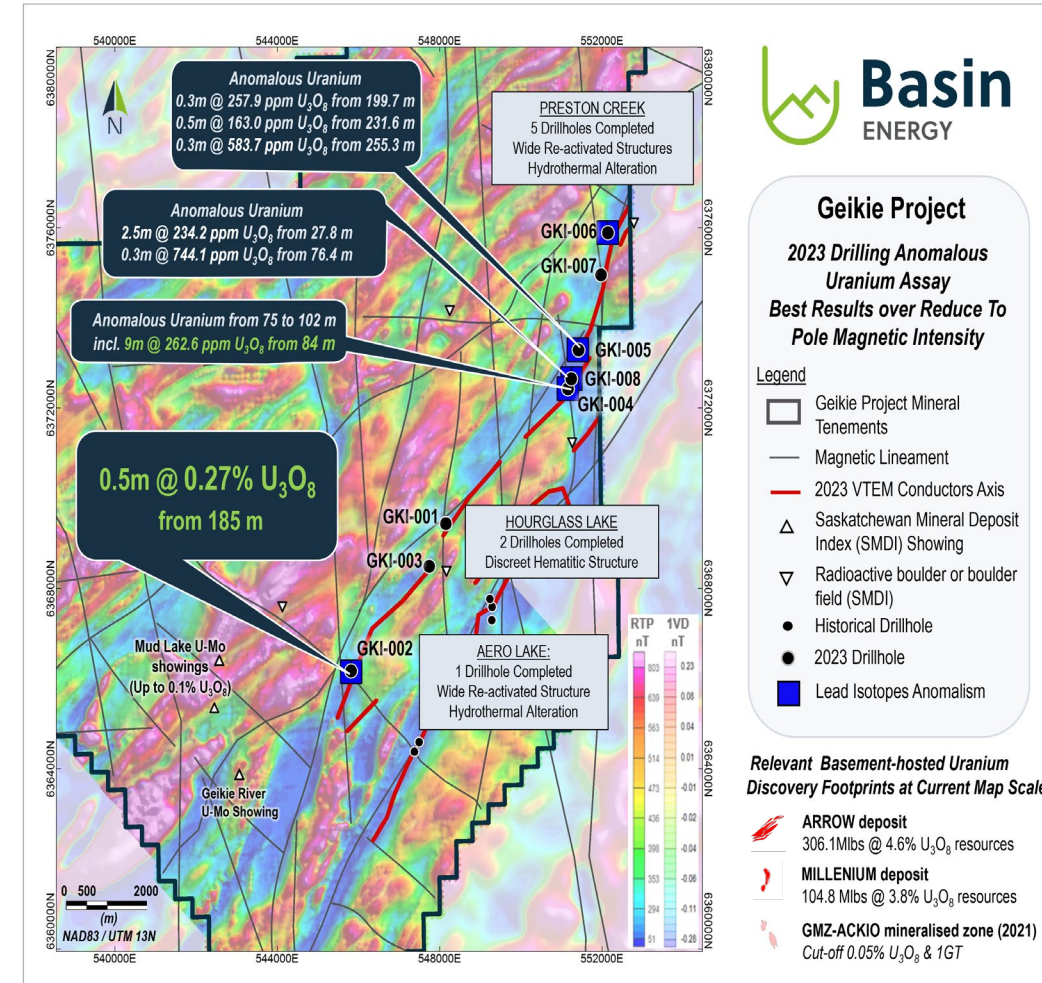 540000E 544000E 548000E 552000E
6380000N 6380000N
Anomalous Uranium
0.3m @ 257.9 ppm U₃O₈ from 199.7 m
0.5m @ 163.0 ppm U₃O₈ from 231.6 m
0.3m @ 583.7 ppm U₃O₈ from 255.3 m
N
PRESTON CREEK
5 Drillholes Completed
Wide Re-activated Structures
Hydrothermal Alteration
Anomalous Uranium
2.5m @ 234.2 ppm U₃O₈ from 27.8 m
0.3m @ 744.1 ppm U₃O₈ from 76.4 m
6376000N 6376000N
GKI-006
GKI-007
Anomalous Uranium from 75 to 102 m
incl. 9m @ 262.6 ppm U₃O₈ from 84 m
GKI-005
GKI-008
GKI-004
6372000N 6372000N
0.5m @ 0.27% U₃O₈
from 185 m
GKI-001
HOURGLASS LAKE
2 Drillholes Completed
Discreet Hematitic Structure
GKI-003
6368000N 6368000N
GKI-002
AERO LAKE:
1 Drillhole Completed
Wide Re-activated Structure
Hydrothermal Alteration
Mud Lake U-Mo
showings
(Up to 0.1% U₃O₈)
6364000N 6364000N
Geikie River
U-Mo Showing
RTP 1VD
nT nT
803 0.23
639 0.08
563 0.04
514 0.01
473 -0.01
436 -0.02
398 -0.04
353 -0.06
294 -0.11
51 -0.28
0 500 2000
(m)
NAD83 / UTM 13N
6360000N 6360000N
540000E 544000E 548000E 552000E
Basin
ENERGY
Geikie Project
2023 Drilling Anomalous
Uranium Assay
Best Results over Reduce To
Pole Magnetic Intensity
Legend
Geikie Project Mineral
Tenements
Magnetic Lineament
2023 VTEM Conductors Axis
Saskatchewan Mineral Deposit
Index (SMDI) Showing
Radioactive boulder or boulder
field (SMDI)
Historical Drillhole
2023 Drillhole
Lead Isotopes Anomalism
Relevant Basement-hosted Uranium
Discovery Footprints at Current Map Scale
ARROW deposit
306.1Mlbs @ 4.6% U₃O₈ resources
MILLENIUM deposit
104.8 Mlbs @ 3.8% U₃O₈ resources
GMZ-ACKIO mineralised zone (2021)
Cut-off 0.05% U₃O₈ & 1GT